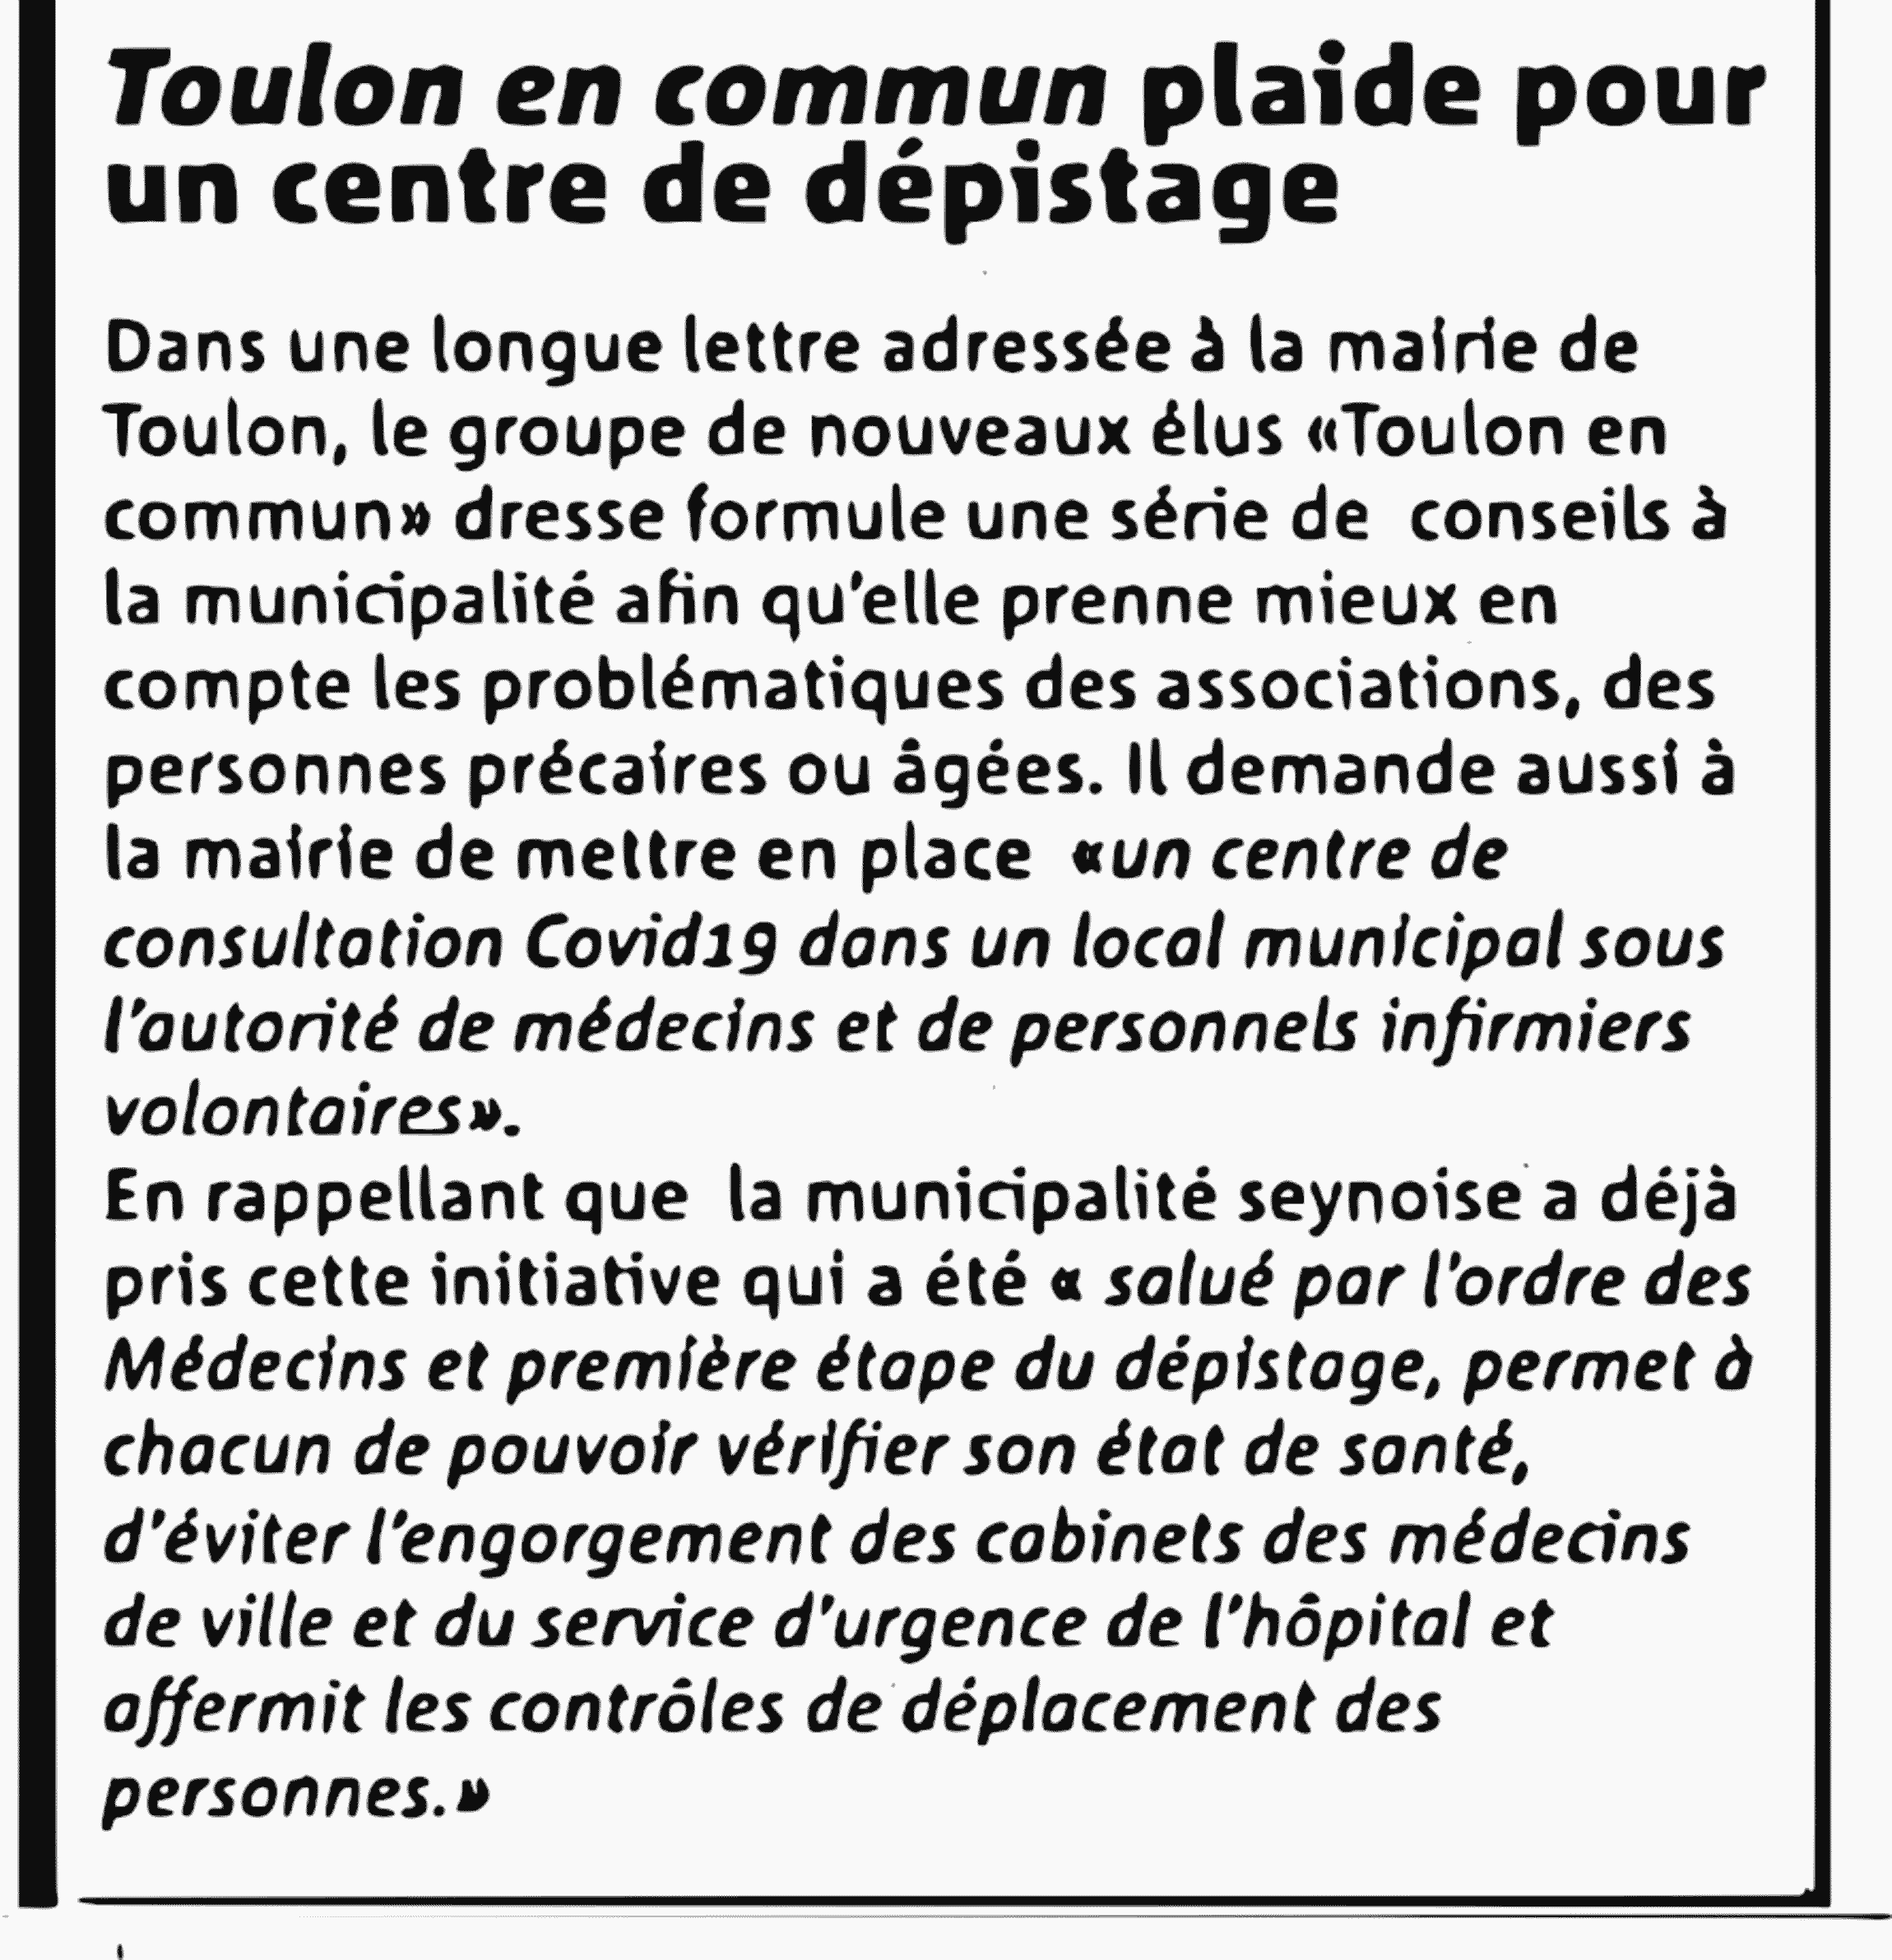 Toulon en commun plaide pour
un centre de dépistage
Dans une longue lettre adressée à la mairie de
Toulon, le groupe de nouveaux élus «Toulon en
commun» dresse formule une série de conseils à
la municipalité afin qu'elle prenne mieux en
compte les problématiques des associations, des
personnes précaires ou âgées. Il demande aussi à
la mairie de mettre en place «un centre de
consultation Covid19 dans un local municipal sous
l'autorité de médecins et de personnels infirmiers
volontaires».
En rappellant que la municipalité seynoise a déjà
pris cette initiative qui a été « salué par l'ordre des
Médecins et première étape du dépistage, permet à
chacun de pouvoir vérifier son état de santé,
d'éviter l'engorgement des cabinets des médecins
de ville et du service d'urgence de l'hôpital et
affermit les contrôles de déplacement des
personnes.»